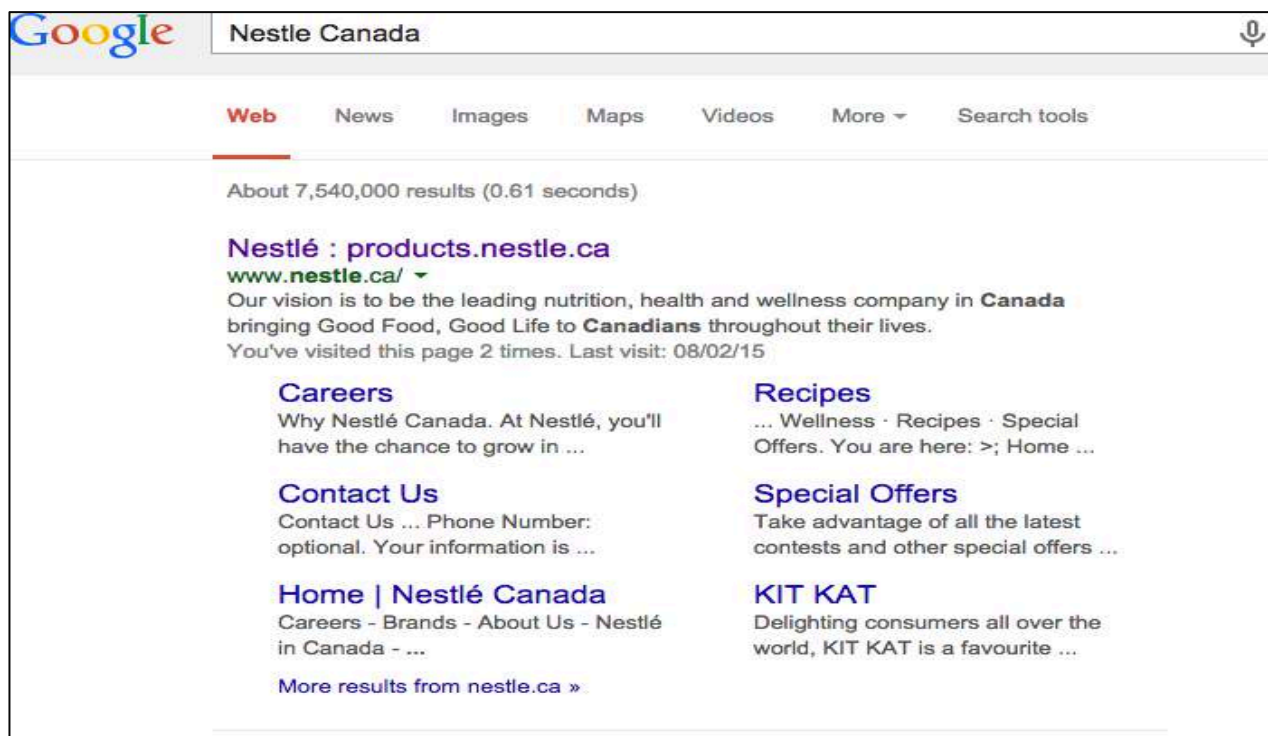 Google Nestle Canada
Web News Images Maps Videos More Search tools
About 7,540,000 results (0.61 seconds)
Nestlé : products.nestle.ca
www.nestle.ca/
Our vision is to be the leading nutrition, health and wellness company in Canada
bringing Good Food, Good Life to Canadians throughout their lives.
You've visited this page 2 times. Last visit: 08/02/15
Careers
Why Nestlé Canada. At Nestlé, you'll
have the chance to grow in ...
Recipes
... Wellness · Recipes · Special
Offers. You are here: >; Home ...
Contact Us
Contact Us ... Phone Number:
optional. Your information is ...
Special Offers
Take advantage of all the latest
contests and other special offers ...
Home | Nestlé Canada
Careers - Brands - About Us - Nestlé
in Canada - ...
KIT KAT
Delighting consumers all over the
world, KIT KAT is a favourite ...
More results from nestle.ca »